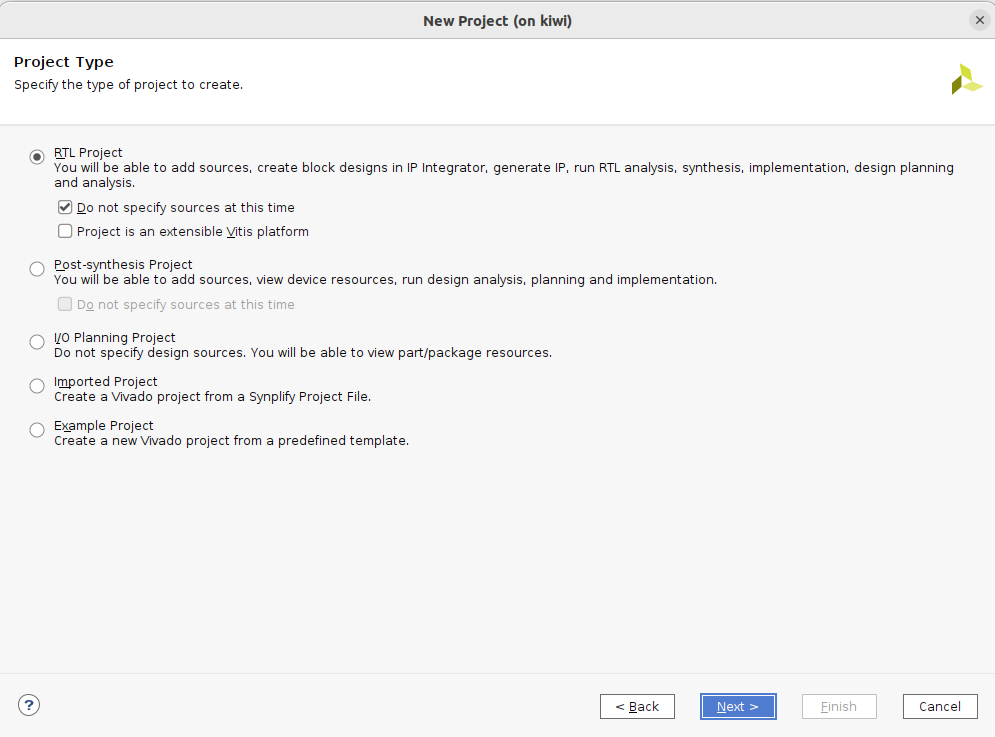 New Project (on kiwi)
Project Type
Specify the type of project to create.
RTL Project
You will be able to add sources, create block designs in IP Integrator, generate IP, run RTL analysis, synthesis, implementation, design planning
and analysis.
Do not specify sources at this time
Project is an extensible Vitis platform
Post-synthesis Project
You will be able to add sources, view device resources, run design analysis, planning and implementation.
Do not specify sources at this time
I/O Planning Project
Do not specify design sources. You will be able to view part/package resources.
Imported Project
Create a Vivado project from a Synplify Project File.
Example Project
Create a new Vivado project from a predefined template.
? < Back Next > Finish Cancel